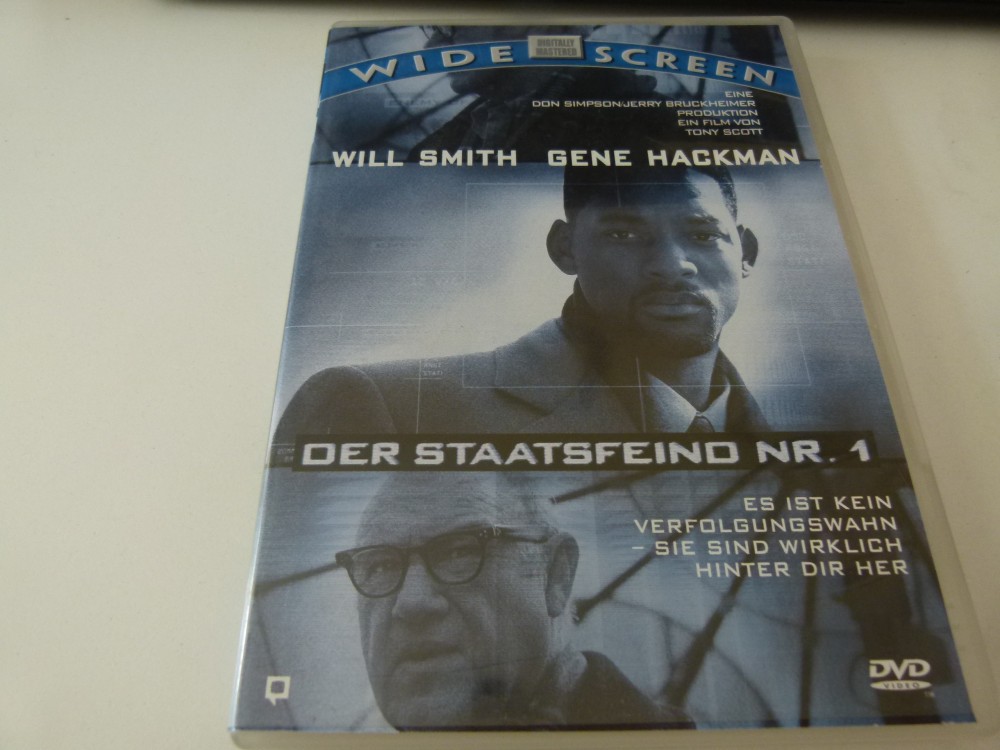 WIDE DIGITALLY MASTERED SCREEN
EINE
DON SIMPSON/JERRY BRUCKHEIMER
PRODUKTION
EIN FILM VON
TONY SCOTT
WILL SMITH GENE HACKMAN
DER STAATSFEIND NR. 1
ES IST KEIN
VERFOLGUNGSWAHN
– SIE SIND WIRKLICH
HINTER DIR HER
DVD
VIDEO